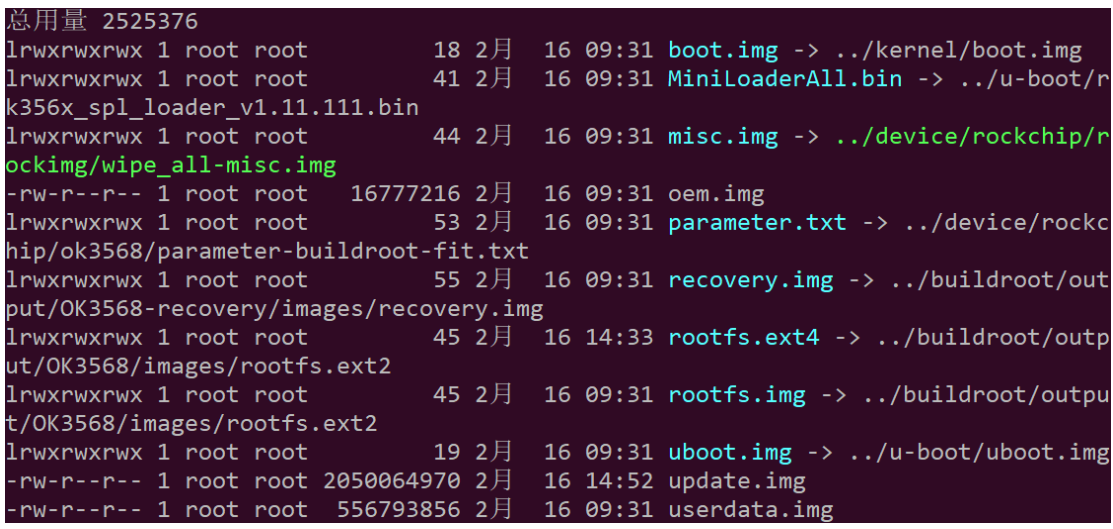 总用量 2525376
lrwxrwxrwx 1 root root         18 2月  16 09:31 boot.img -> ../kernel/boot.img
lrwxrwxrwx 1 root root         41 2月  16 09:31 MiniLoaderAll.bin -> ../u-boot/r
k356x_spl_loader_v1.11.111.bin
lrwxrwxrwx 1 root root         44 2月  16 09:31 misc.img -> ../device/rockchip/r
ockimg/wipe_all-misc.img
-rw-r--r-- 1 root root   16777216 2月  16 09:31 oem.img
lrwxrwxrwx 1 root root         53 2月  16 09:31 parameter.txt -> ../device/rockc
hip/ok3568/parameter-buildroot-fit.txt
lrwxrwxrwx 1 root root         55 2月  16 09:31 recovery.img -> ../buildroot/out
put/OK3568-recovery/images/recovery.img
lrwxrwxrwx 1 root root         45 2月  16 14:33 rootfs.ext4 -> ../buildroot/outp
ut/OK3568/images/rootfs.ext2
lrwxrwxrwx 1 root root         45 2月  16 09:31 rootfs.img -> ../buildroot/outpu
t/OK3568/images/rootfs.ext2
lrwxrwxrwx 1 root root         19 2月  16 09:31 uboot.img -> ../u-boot/uboot.img
-rw-r--r-- 1 root root 2050064970 2月  16 14:52 update.img
-rw-r--r-- 1 root root  556793856 2月  16 09:31 userdata.img